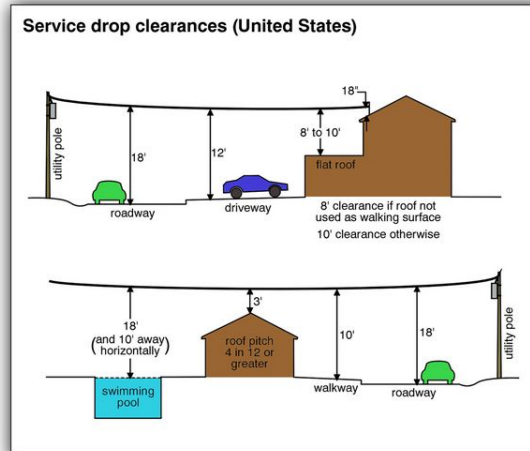 Service drop clearances (United States)
18"
utility pole
18'
12'
8' to 10'
flat roof
roadway
driveway
8' clearance if roof not
used as walking surface
10' clearance otherwise
18'
(and 10' away
horizontally)
3'
roof pitch
4 in 12 or
greater
10'
18'
utility pole
swimming
pool
walkway
roadway